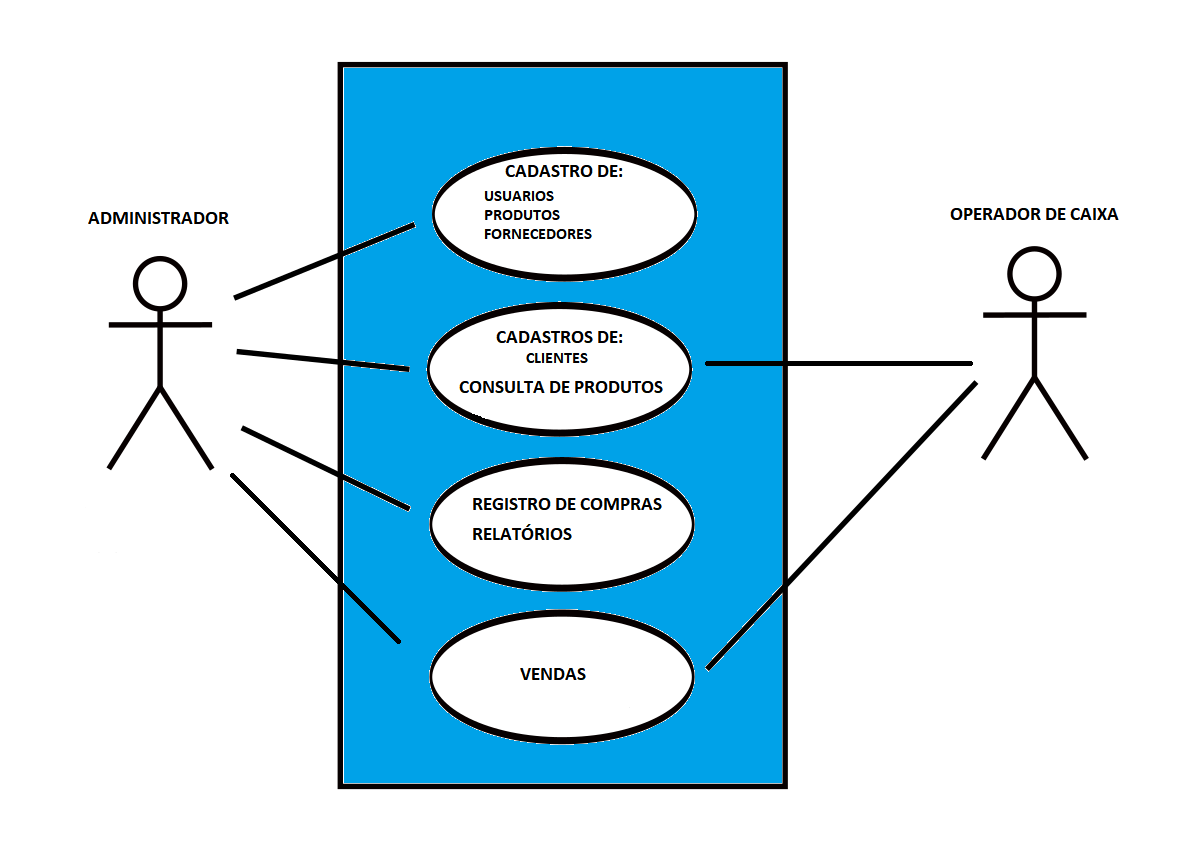 ADMINISTRADOR
CADASTRO DE:
USUARIOS
PRODUTOS
FORNECEDORES
CADASTROS DE:
CLIENTES
CONSULTA DE PRODUTOS
REGISTRO DE COMPRAS
RELATÓRIOS
VENDAS
OPERADOR DE CAIXA